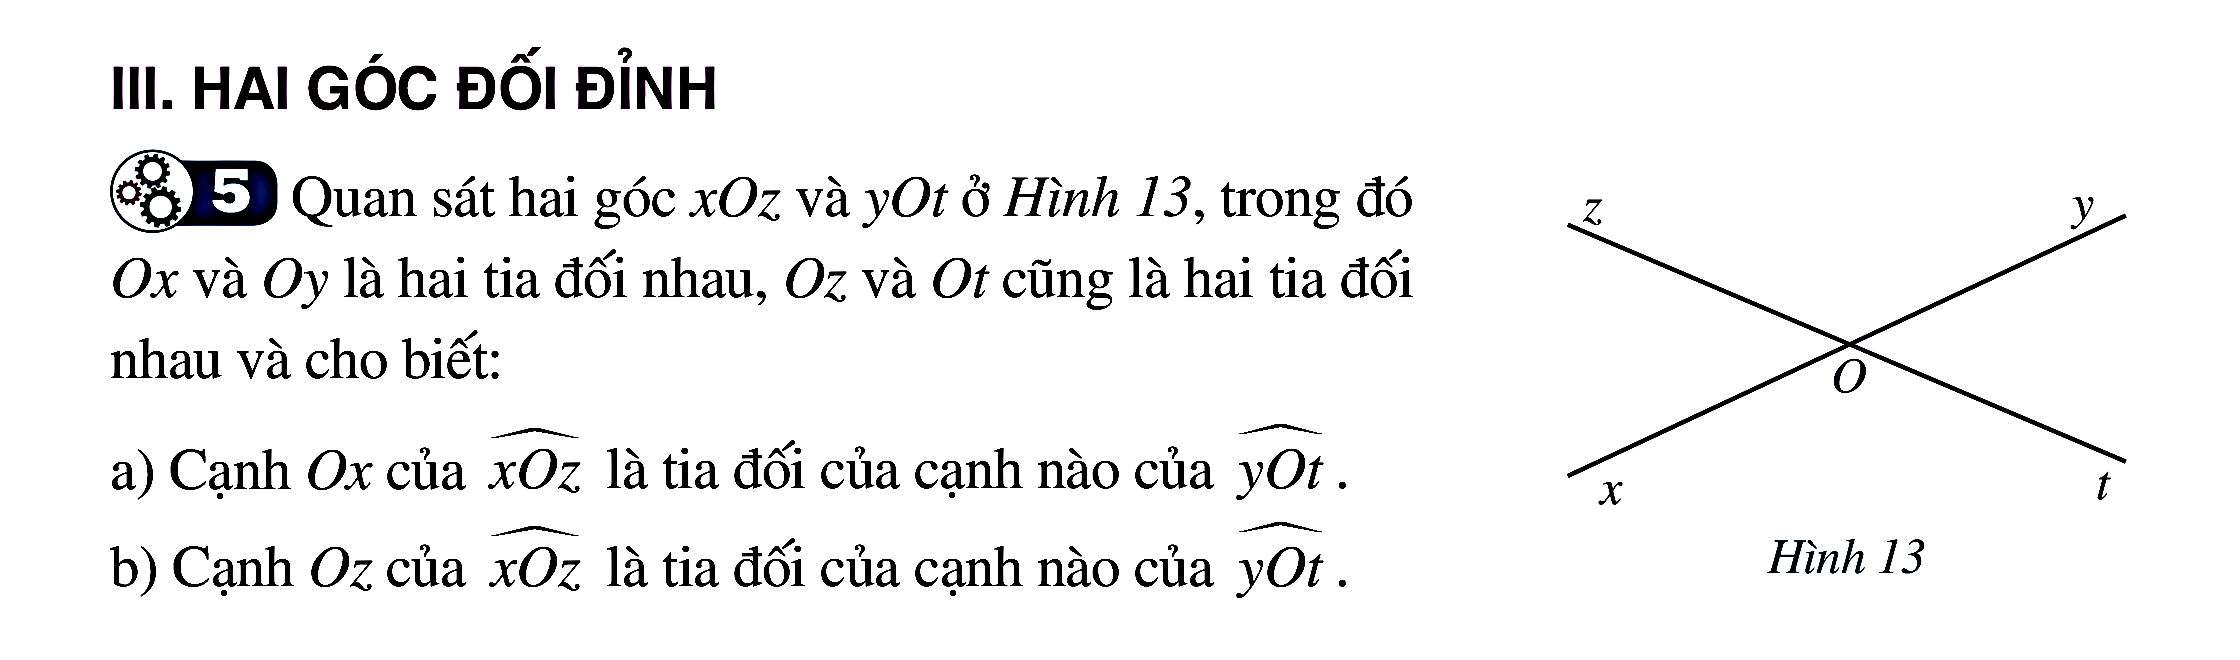 III. HAI GÓC ĐỐI ĐỈNH
5 Quan sát hai góc xOz và yOt ở Hình 13, trong đó
Ox và Oy là hai tia đối nhau, Oz và Ot cũng là hai tia đối
nhau và cho biết:
a) Cạnh Ox của xOz là tia đối của cạnh nào của yOt .
b) Cạnh Oz của xOz là tia đối của cạnh nào của yOt .
z y
O
x t
Hình 13